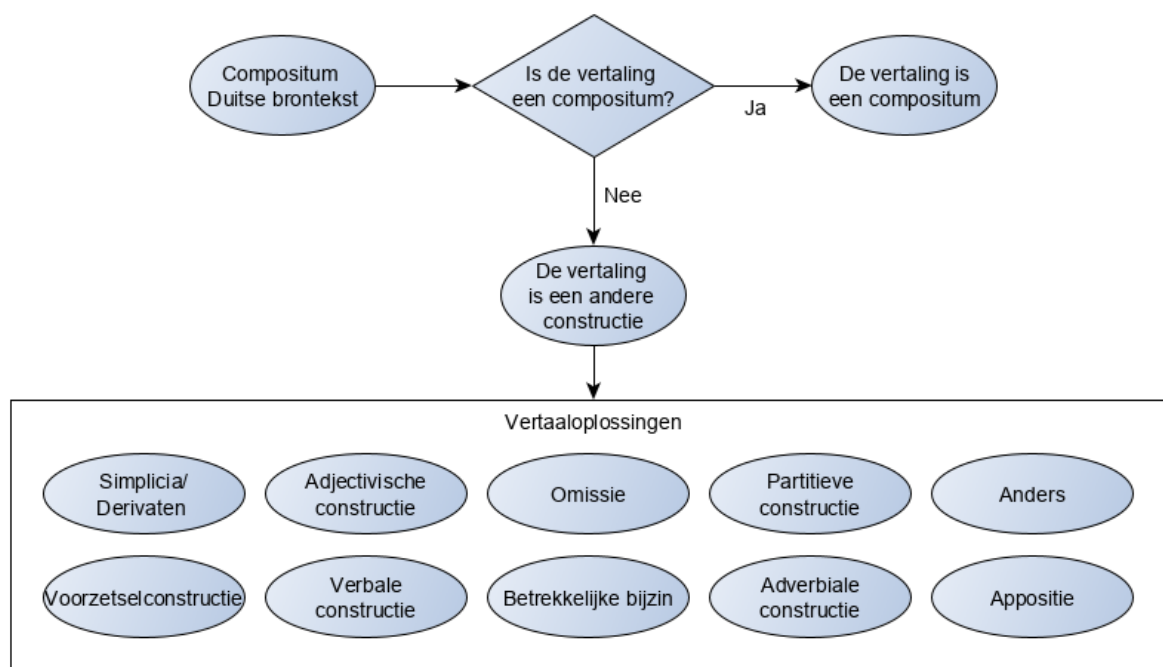 Compositum
Duitse brontekst
Is de vertaling
een compositum?
Ja
De vertaling is
een compositum
Nee
De vertaling
is een andere
constructie
Vertaaloplossingen
Simplicia/
Derivaten
Adjectivische
constructie
Omissie
Partitieve
constructie
Anders
Voorzetselconstructie
Verbale
constructie
Betrekkelijke bijzin
Adverbiale
constructie
Appositie